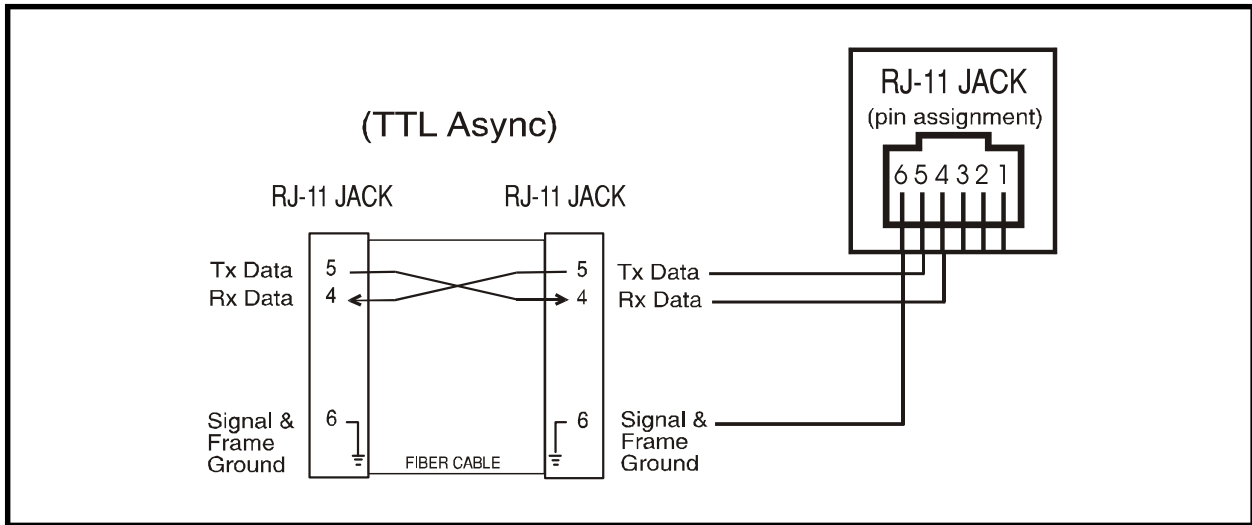 RJ-11 JACK
(pin assignment)
6 5 4 3 2 1
(TTL Async)
RJ-11 JACK
RJ-11 JACK
Tx Data 5
5 Tx Data
Rx Data 4
4 Rx Data
Signal & 6
Frame
Ground
6 Signal &
Frame
Ground
FIBER CABLE